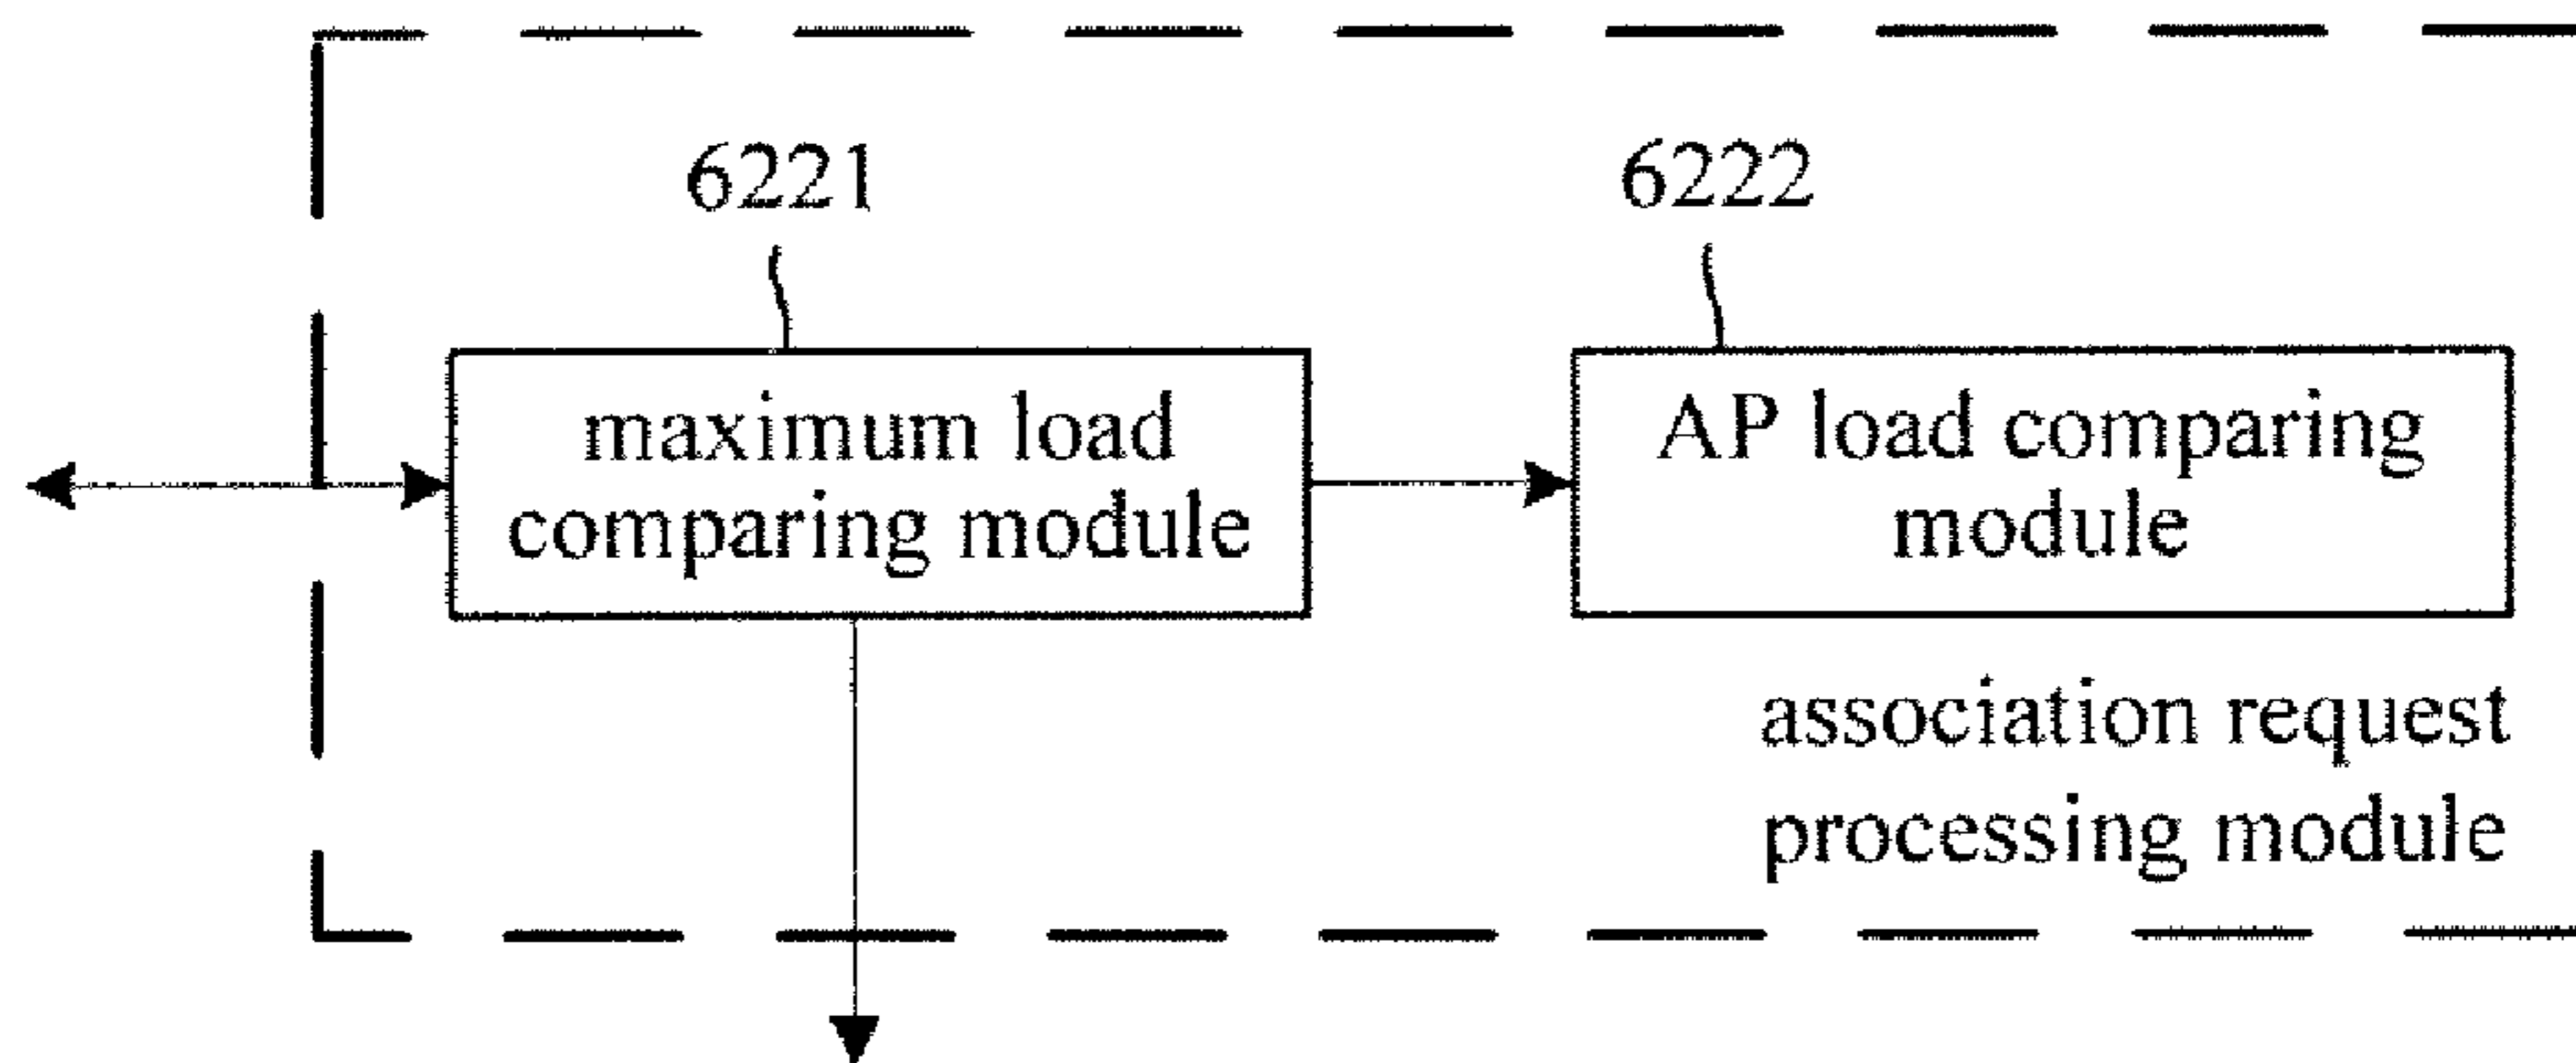 6221
6222
maximum load
comparing module
AP load comparing
module
association request
processing module